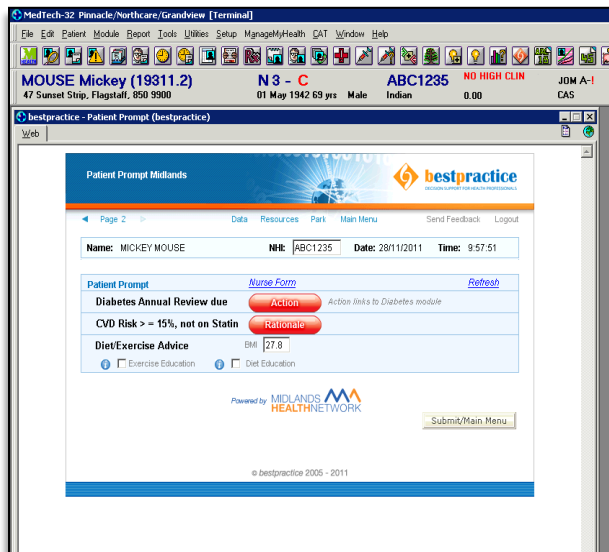 MedTech-32 Pinnacle/Northcare/Grandview [Terminal]
File Edit Patient Module Report Tools Utilities Setup ManageMyHealth CAT Window Help
MOUSE Mickey (19311.2) N 3 - C ABC1235 NO HIGH CLIN JOM A-!
47 Sunset Strip, Flagstaff, 850 9900 01 May 1942 69 yrs Male Indian 0.00 CAS
bestpractice - Patient Prompt (bestpractice)
Web
Patient Prompt Midlands bestpractice
DECISION SUPPORT FOR HEALTH PROFESSIONALS
Page 2 Data Resources Park Main Menu Send Feedback Logout
Name: MICKEY MOUSE NHI: ABC1235 Date: 28/11/2011 Time: 9:57:51
Patient Prompt Nurse Form Refresh
Diabetes Annual Review due Action Action links to Diabetes module
CVD Risk > = 15%, not on Statin Rationale
Diet/Exercise Advice BMI 27.8
Exercise Education Diet Education
Powered by MIDLANDS
HEALTHNETWORK
Submit/Main Menu
© bestpractice 2005 - 2011